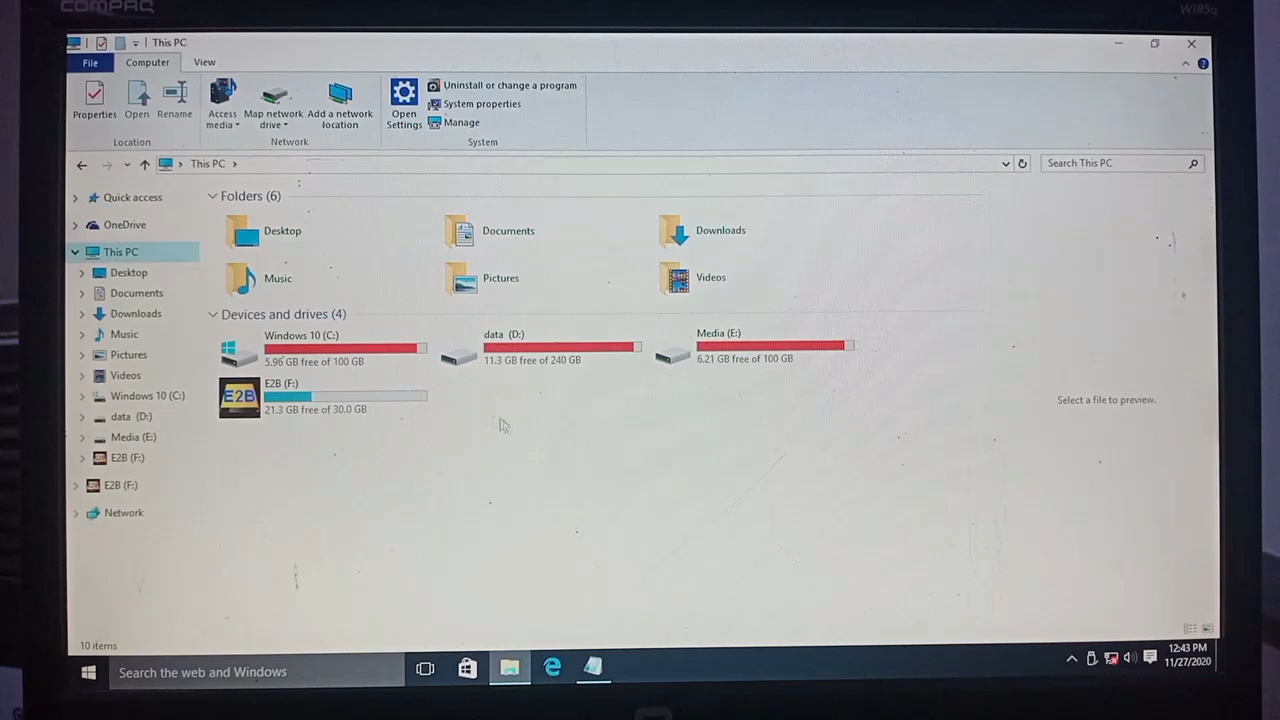 COMPAQ
W185q
This PC
File
Computer
View
Properties
Open
Rename
Access media
Map network drive
Add a network location
Open Settings
Uninstall or change a program
System properties
Manage
Location
Network
System
This PC
Search This PC
Quick access
OneDrive
This PC
Desktop
Documents
Downloads
Music
Pictures
Videos
Windows 10 (C:)
data (D:)
Media (E:)
E2B (F:)
E2B (F:)
Network
Folders (6)
Desktop
Documents
Downloads
Music
Pictures
Videos
Devices and drives (4)
Windows 10 (C:)
5.96 GB free of 100 GB
data (D:)
11.3 GB free of 240 GB
Media (E:)
6.21 GB free of 100 GB
E2B
E2B (F:)
21.3 GB free of 30.0 GB
Select a file to preview.
10 items
Search the web and Windows
12:43 PM
11/27/2020